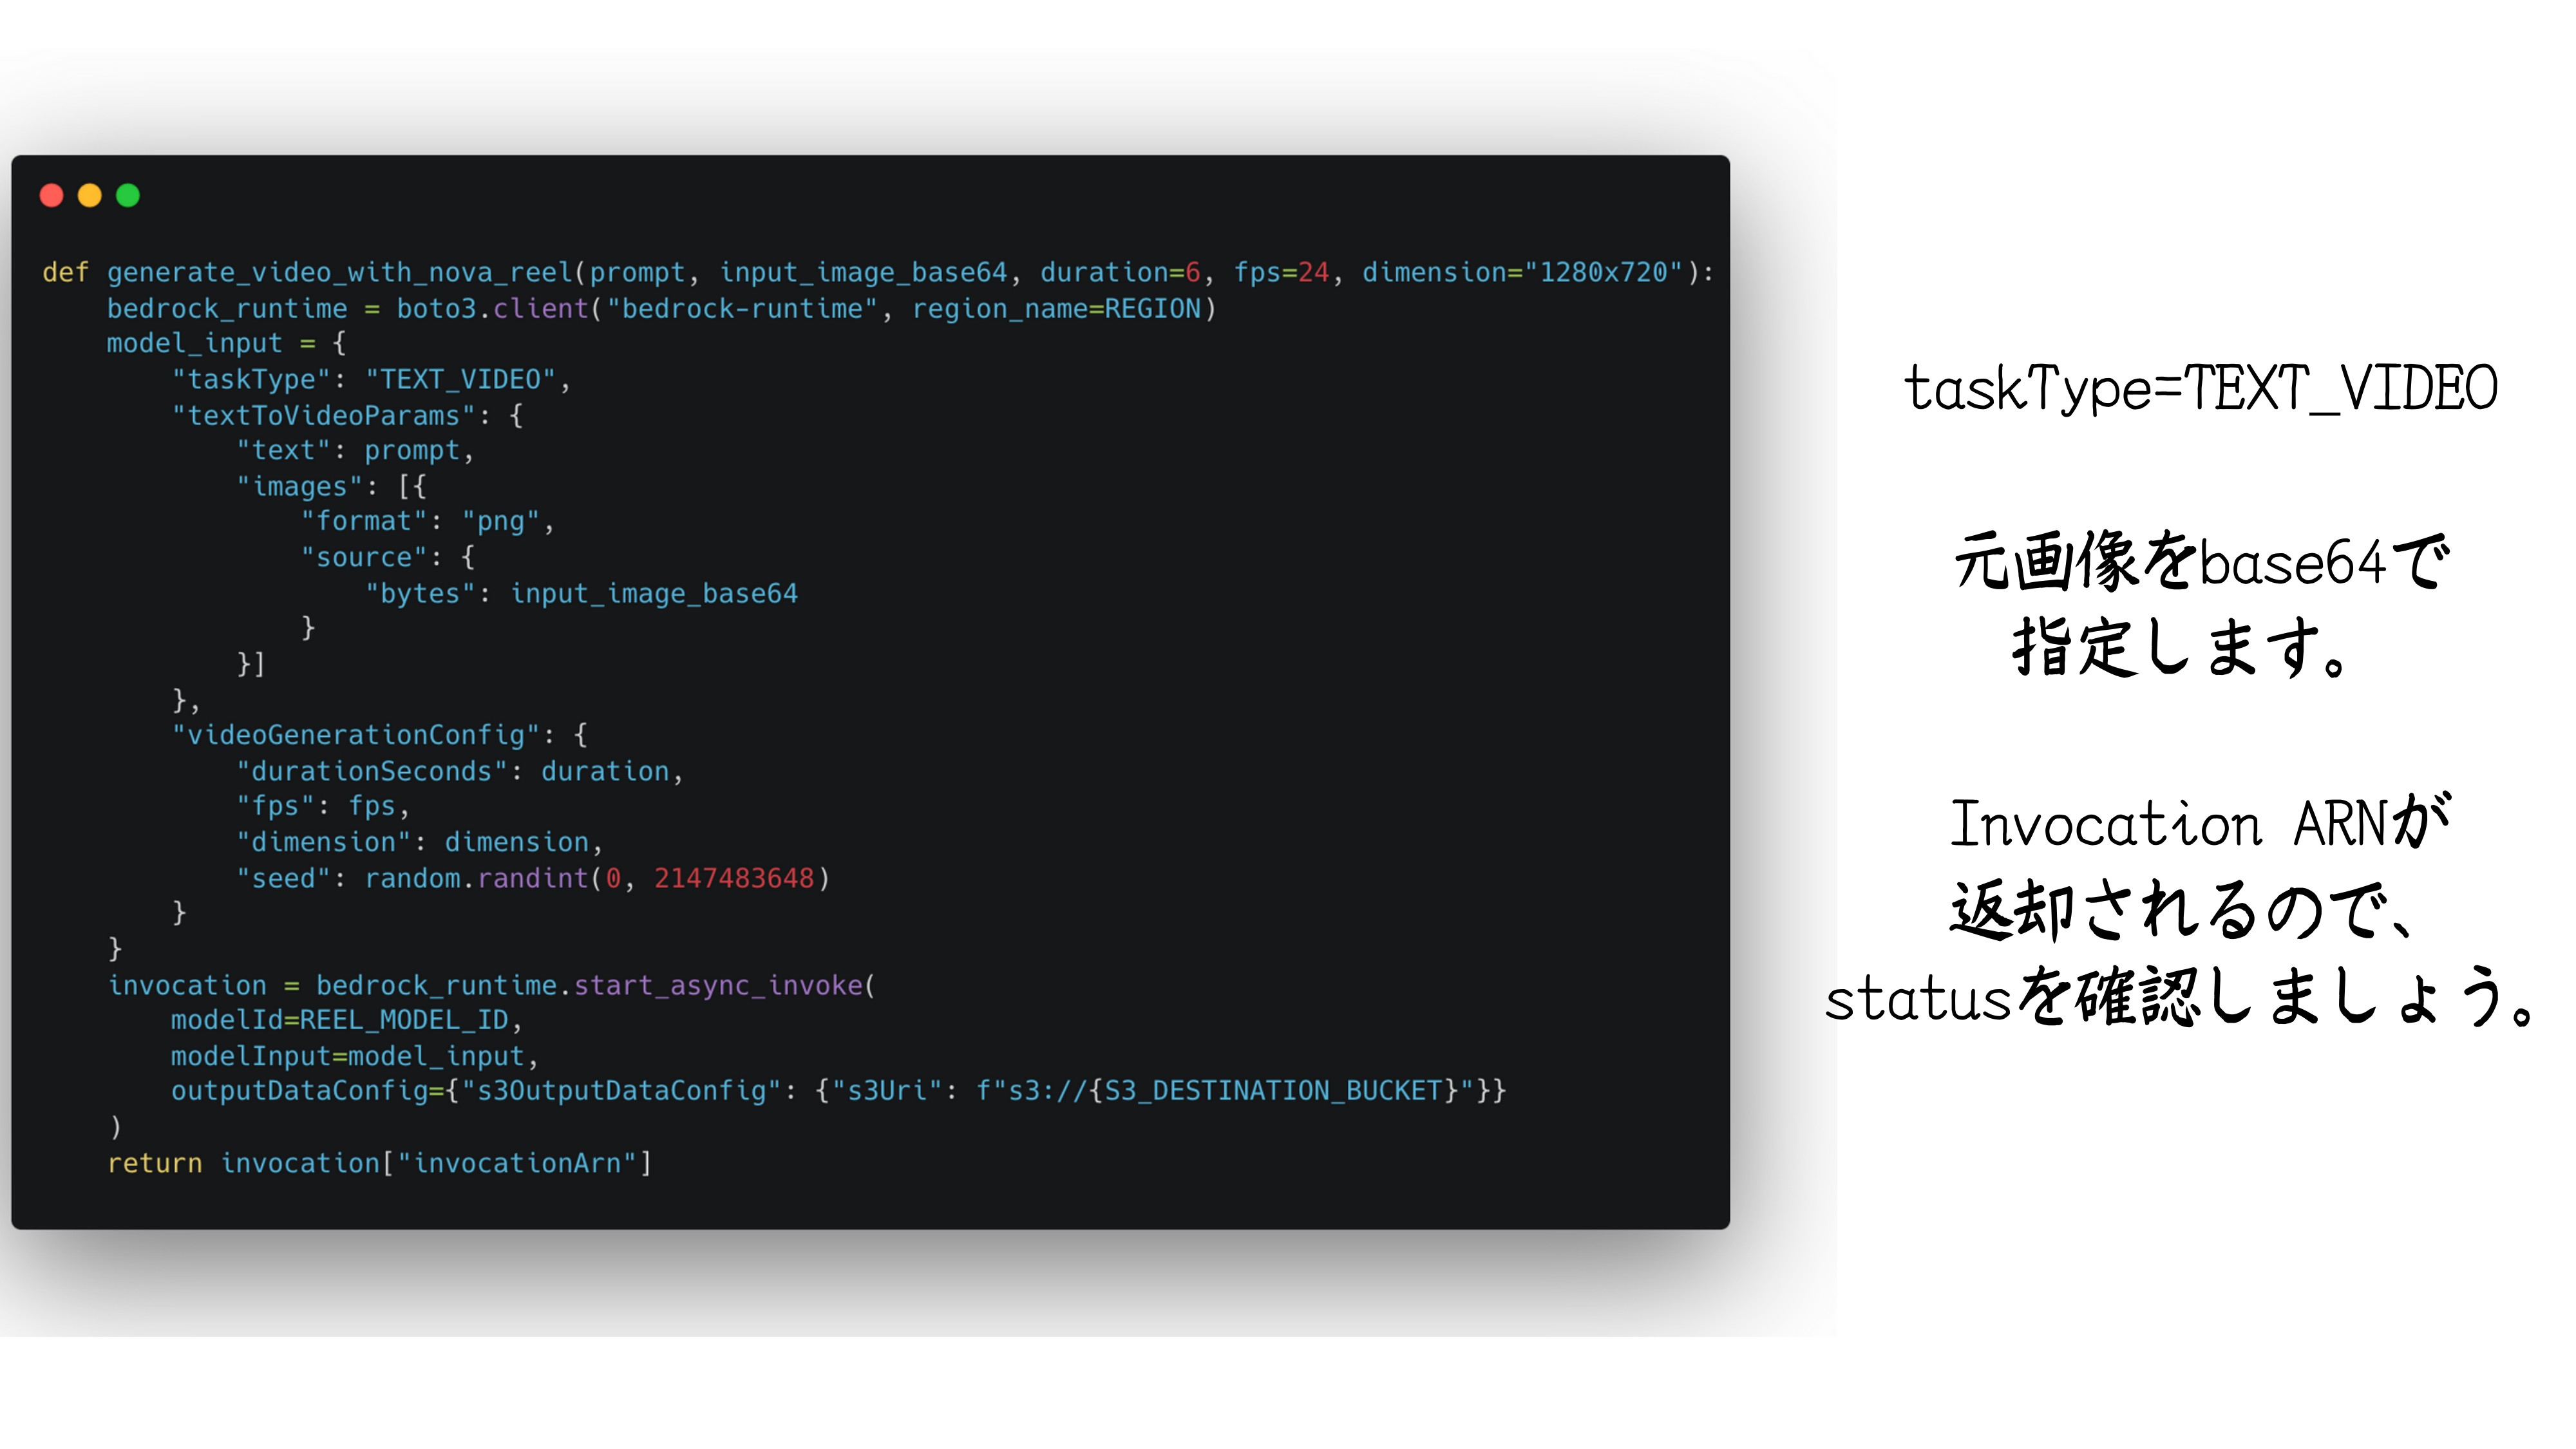 def generate_video_with_nova_reel(prompt, input_image_base64, duration=6, fps=24, dimension="1280x720"):
    bedrock_runtime = boto3.client("bedrock-runtime", region_name=REGION)
    model_input = {
        "taskType": "TEXT_VIDEO",
        "textToVideoParams": {
            "text": prompt,
            "images": [{
                "format": "png",
                "source": {
                    "bytes": input_image_base64
                }
            }]
        },
        "videoGenerationConfig": {
            "durationSeconds": duration,
            "fps": fps,
            "dimension": dimension,
            "seed": random.randint(0, 2147483648)
        }
    }
    invocation = bedrock_runtime.start_async_invoke(
        modelId=REEL_MODEL_ID,
        modelInput=model_input,
        outputDataConfig={"s3OutputDataConfig": {"s3Uri": f"s3://{S3_DESTINATION_BUCKET}"}}
    )
    return invocation["invocationArn"]
taskType=TEXT_VIDEO
元画像をbase64で
指定します。
Invocation ARNが
返却されるので、
statusを確認しましょう。